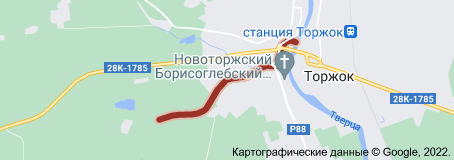 станция Торжок
28К-1785
Новоторжский
Борисоглебский...
Торжок
28К-1785
Тверца
Р88
Картографические данные © Google, 2022.